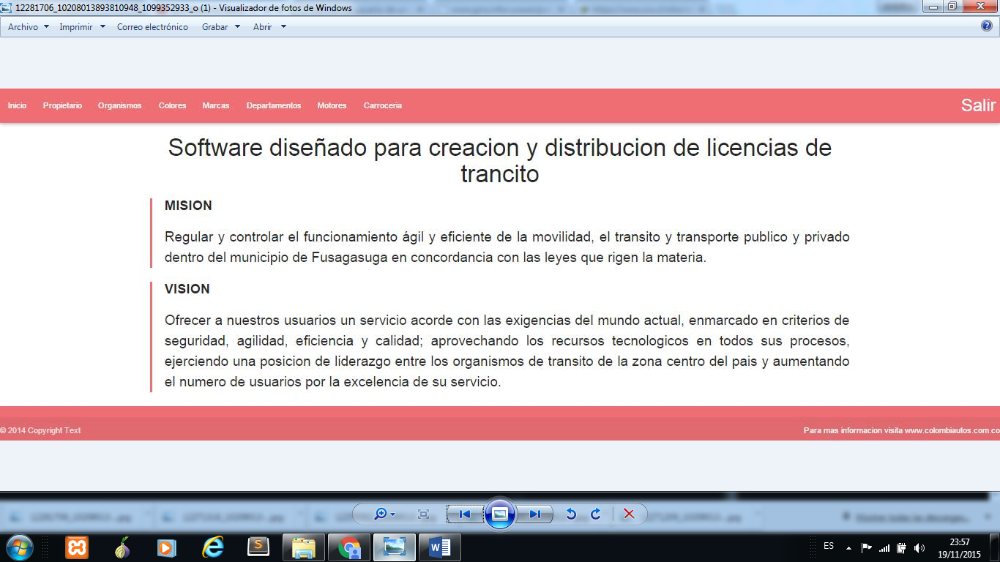 12281706_10208013893810948_1099352933_o (1) - Visualizador de fotos de Windows
Archivo Imprimir Correo electrónico Grabar Abrir
Inicio Propietario Organismos Colores Marcas Departamentos Motores Carroceria Salir
Software diseñado para creacion y distribucion de licencias de
trancito
MISION
Regular y controlar el funcionamiento ágil y eficiente de la movilidad, el transito y transporte publico y privado
dentro del municipio de Fusagasuga en concordancia con las leyes que rigen la materia.
VISION
Ofrecer a nuestros usuarios un servicio acorde con las exigencias del mundo actual, enmarcado en criterios de
seguridad, agilidad, eficiencia y calidad; aprovechando los recursos tecnologicos en todos sus procesos,
ejerciendo una posicion de liderazgo entre los organismos de transito de la zona centro del pais y aumentando
el numero de usuarios por la excelencia de su servicio.
© 2014 Copyright Text Para mas informacion visita www.colombiautos.com.co
ES 23:57
19/11/2015